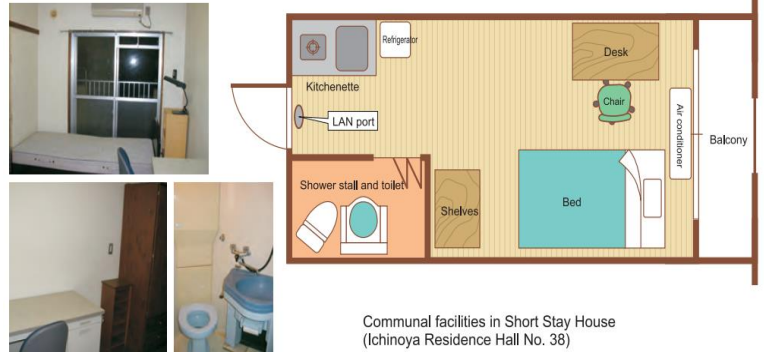 Refrigerator
Kitchenette
LAN port
Desk
Chair
Air conditioner
Balcony
Shower stall and toilet
Shelves
Bed
Communal facilities in Short Stay House
(Ichinoya Residence Hall No. 38)